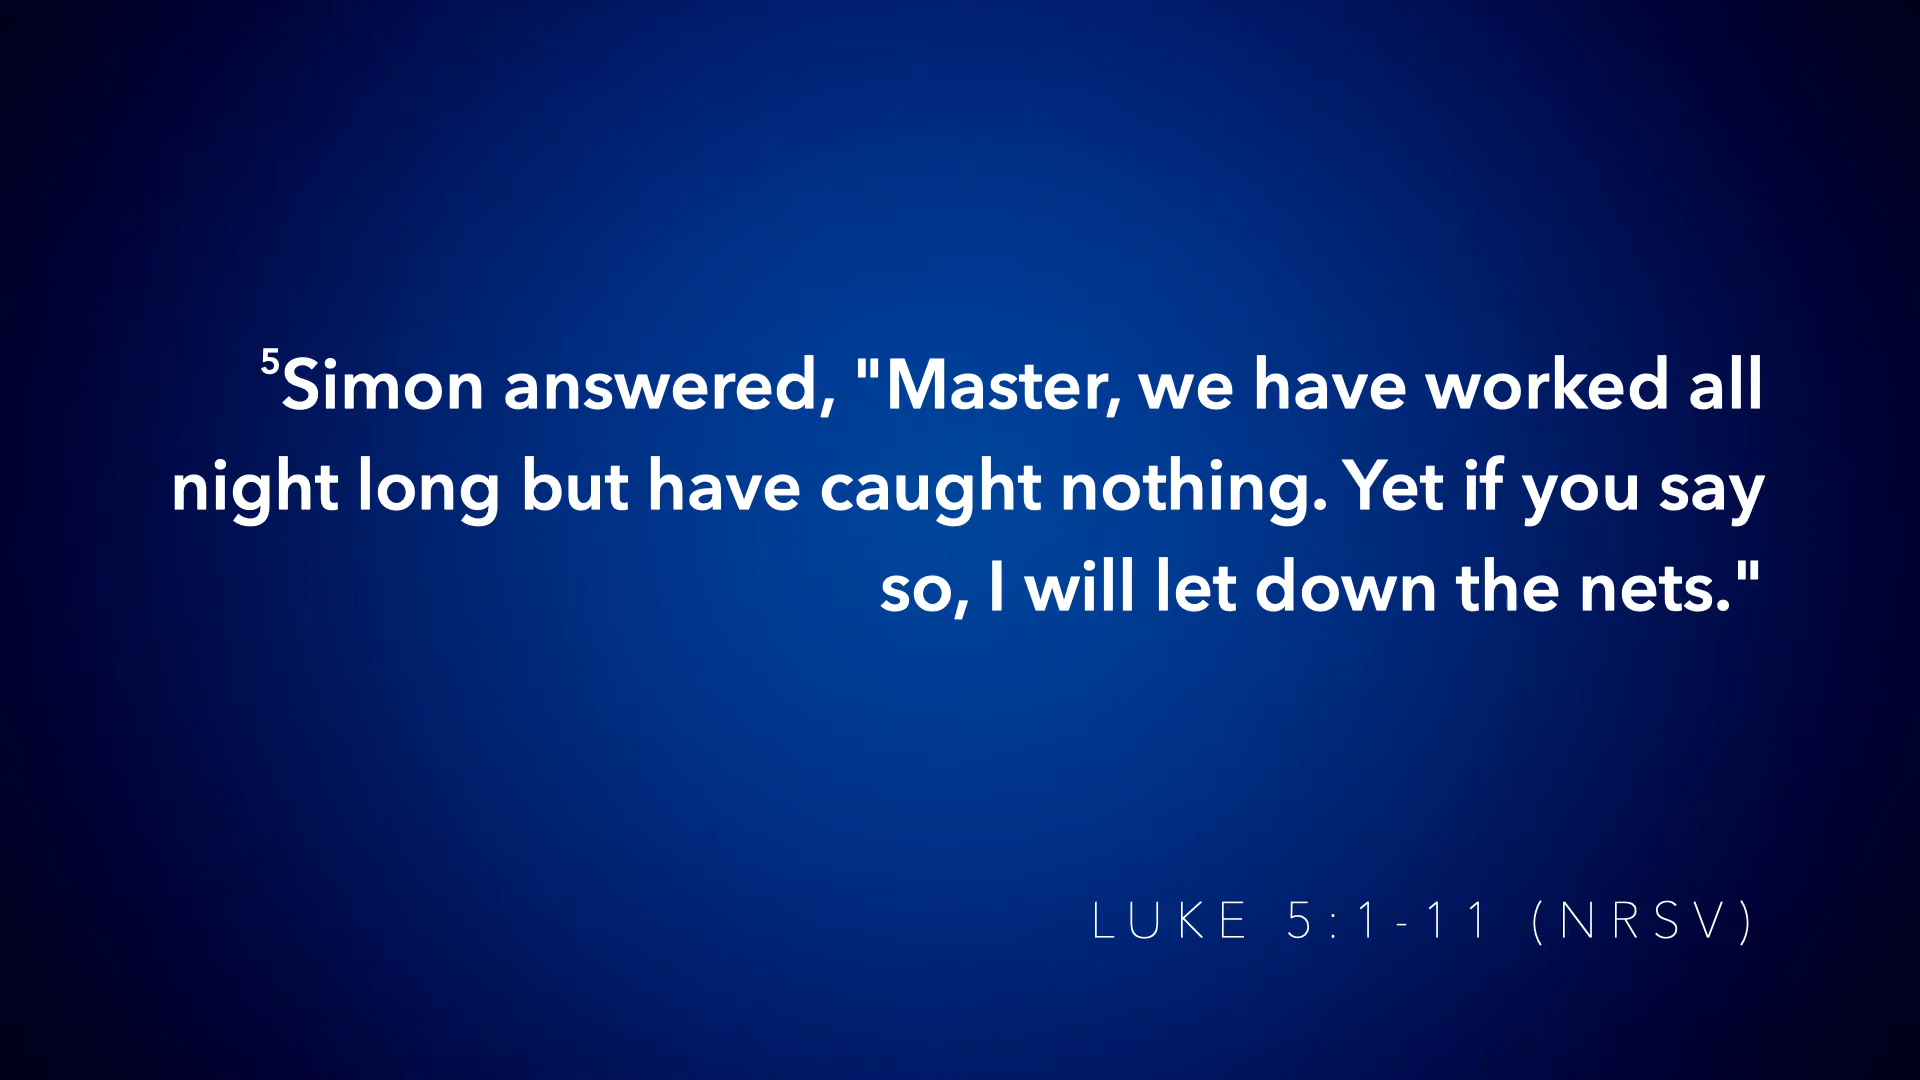 ⁵Simon answered, "Master, we have worked all
night long but have caught nothing. Yet if you say
so, I will let down the nets."
LUKE 5:1-11 (NRSV)